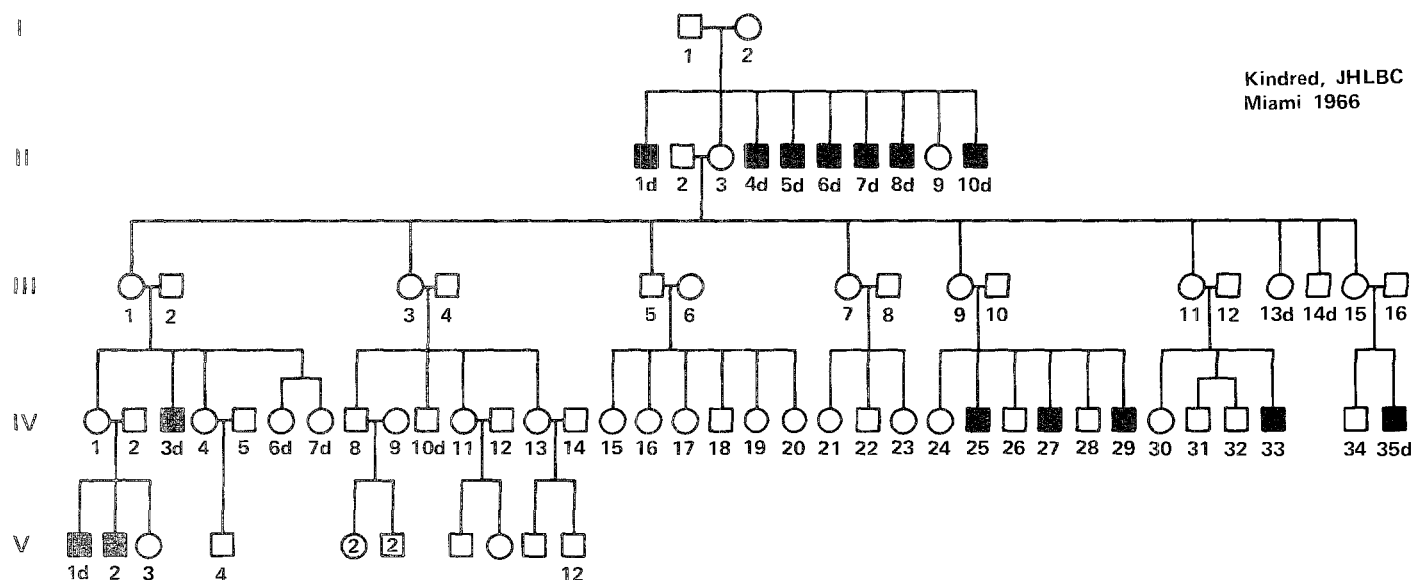 I
1 2
Kindred, JHLBC
Miami 1966
II
1d 2 3 4d 5d 6d 7d 8d 9 10d
III
1 2 3 4 5 6 7 8 9 10 11 12 13d 14d 15 16
IV
1 2 3d 4 5 6d 7d 8 9 10d 11 12 13 14 15 16 17 18 19 20 21 22 23 24 25 26 27 28 29 30 31 32 33 34 35d
V
2 2
1d 2 3 4 12